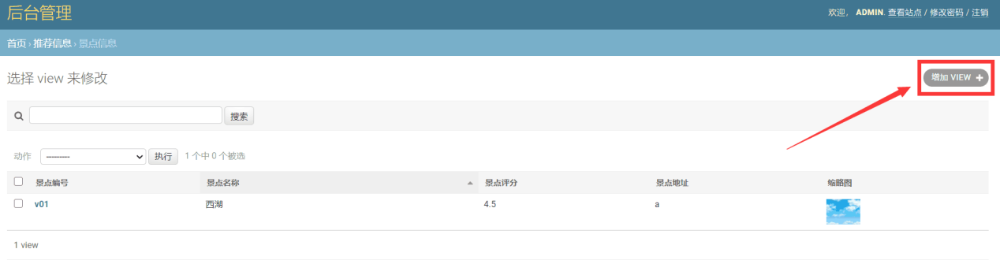 后台管理
欢迎， ADMIN. 查看站点 / 修改密码 / 注销
首页 › 推荐信息 › 景点信息
选择 view 来修改
增加 VIEW +
搜索
动作 --------- 执行 1 个中 0 个被选
景点编号 景点名称 景点评分 景点地址 缩略图
v01 西湖 4.5 a
1 view